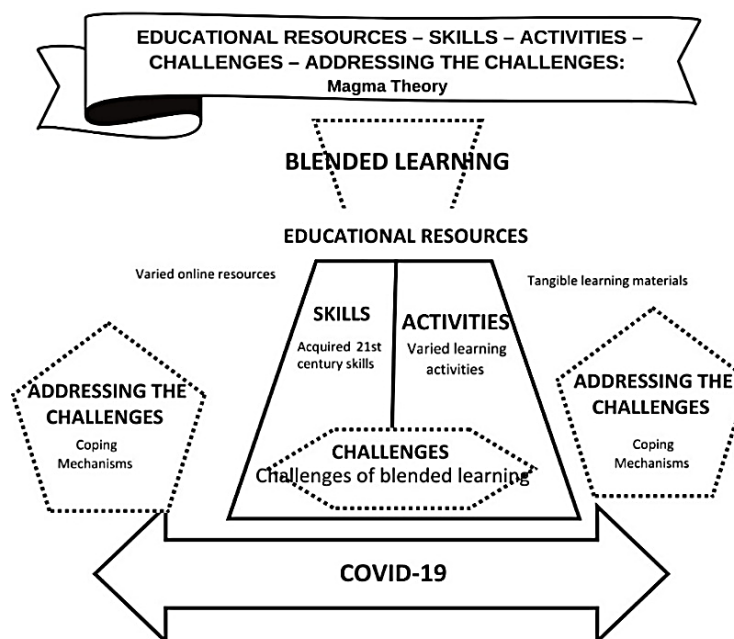 EDUCATIONAL RESOURCES – SKILLS – ACTIVITIES –
CHALLENGES – ADDRESSING THE CHALLENGES:
Magma Theory
BLENDED LEARNING
EDUCATIONAL RESOURCES
Varied online resources
Tangible learning materials
SKILLS
Acquired 21st
century skills
ACTIVITIES
Varied learning
activities
ADDRESSING THE
CHALLENGES
Coping
Mechanisms
ADDRESSING THE
CHALLENGES
Coping
Mechanisms
CHALLENGES
Challenges of blended learning
COVID-19